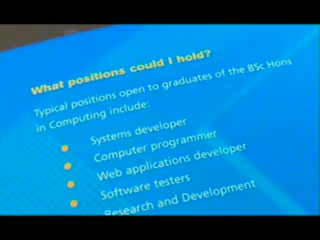 What positions could I hold?
Typical positions open to graduates of the BSc Hons
in Computing include:
Systems developer
Computer programmer
Web applications developer
Software testers
Research and Development